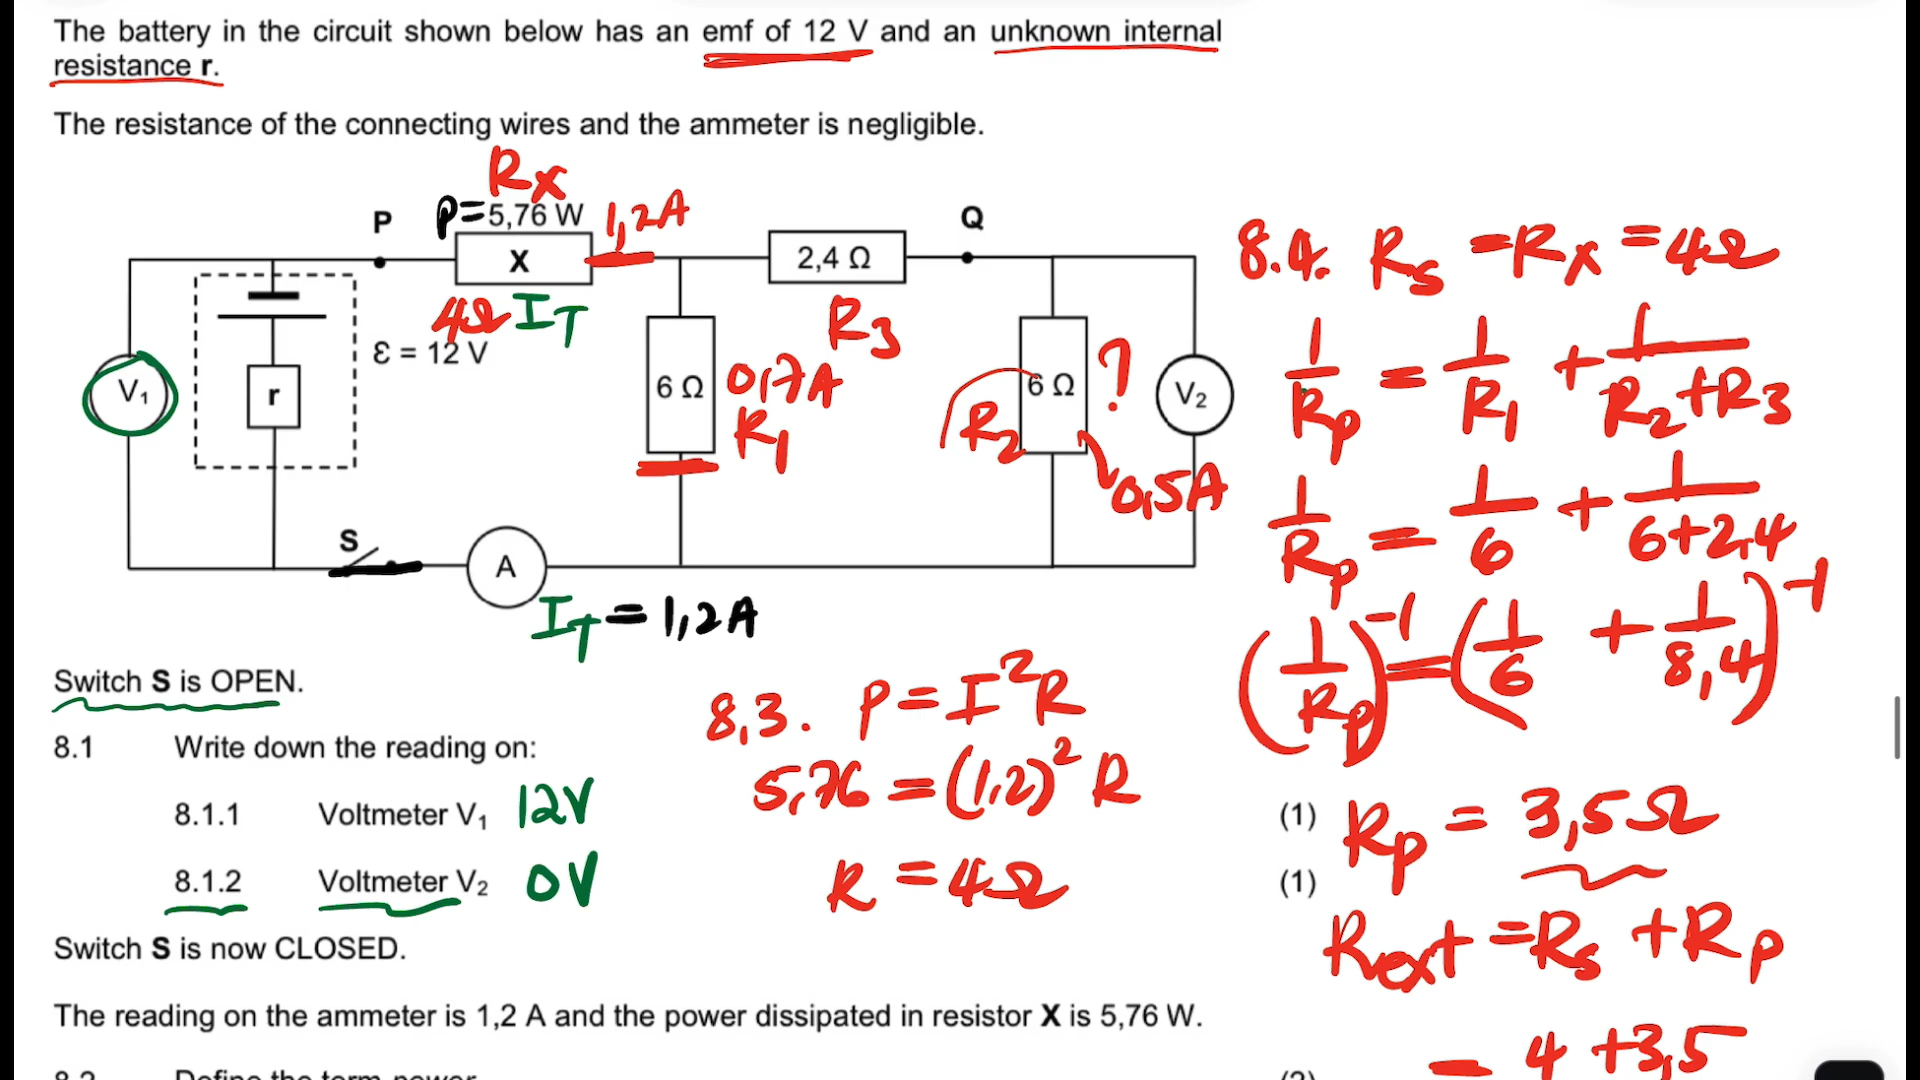 The battery in the circuit shown below has an emf of 12 V and an unknown internal
resistance r.
The resistance of the connecting wires and the ammeter is negligible.
Rx
P
P=5,76 W
1,2A
Q
X
2,4 Ω
4Ω IT
R3
Ɛ = 12 V
V1
r
6 Ω
0,7A
R1
6 Ω
?
R2
V2
0,5A
S
A
IT = 1,2A
8.4. Rs = Rx = 4Ω
1/Rp = 1/R1 + 1/R2+R3
1/Rp = 1/6 + 1/6+2,4
(1/Rp)-1 = (1/6 + 1/8,4)-1
Rp = 3,5Ω
Rext = Rs + Rp
= 4 + 3,5
Switch S is OPEN.
8.1 Write down the reading on:
8.1.1 Voltmeter V1 12V (1)
8.1.2 Voltmeter V2 0V (1)
8,3. P = I2R
5,76 = (1,2)2 R
R = 4Ω
Switch S is now CLOSED.
The reading on the ammeter is 1,2 A and the power dissipated in resistor X is 5,76 W.
8.2 Define the term power